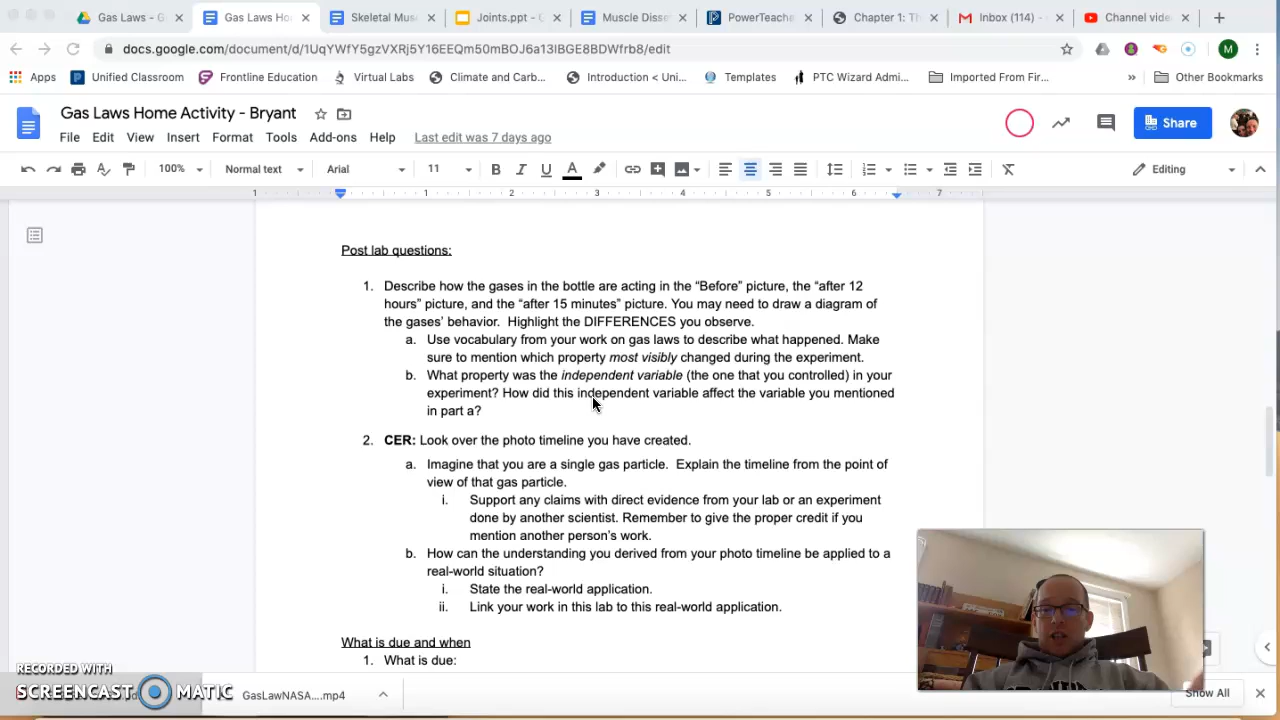 Gas Laws - G
Gas Laws Ho
Skeletal Mus
Joints.ppt - G
Muscle Disse
PowerTeache
Chapter 1: Th
Inbox (114) -
Channel vide
docs.google.com/document/d/1UqYWfY5gzVXRj5Y16EEQm50mBOJ6a13lBGE8BDWfrb8/edit
M
Apps
Unified Classroom
Frontline Education
Virtual Labs
Climate and Carb...
Introduction < Uni...
Templates
PTC Wizard Admi...
Imported From Fir...
»
Other Bookmarks
Gas Laws Home Activity - Bryant
File Edit View Insert Format Tools Add-ons Help Last edit was 7 days ago
Share
100% Normal text Arial 11 B I U A Editing
1 1 2 3 4 5 6 7
Post lab questions:
1. Describe how the gases in the bottle are acting in the “Before” picture, the “after 12
hours” picture, and the “after 15 minutes” picture. You may need to draw a diagram of
the gases’ behavior. Highlight the DIFFERENCES you observe.
a. Use vocabulary from your work on gas laws to describe what happened. Make
sure to mention which property most visibly changed during the experiment.
b. What property was the independent variable (the one that you controlled) in your
experiment? How did this independent variable affect the variable you mentioned
in part a?
2. CER: Look over the photo timeline you have created.
a. Imagine that you are a single gas particle. Explain the timeline from the point of
view of that gas particle.
i. Support any claims with direct evidence from your lab or an experiment
done by another scientist. Remember to give the proper credit if you
mention another person’s work.
b. How can the understanding you derived from your photo timeline be applied to a
real-world situation?
i. State the real-world application.
ii. Link your work in this lab to this real-world application.
What is due and when
1. What is due:
RECORDED WITH
SCREENCAST MATIC
GasLawNASA....mp4
Show All